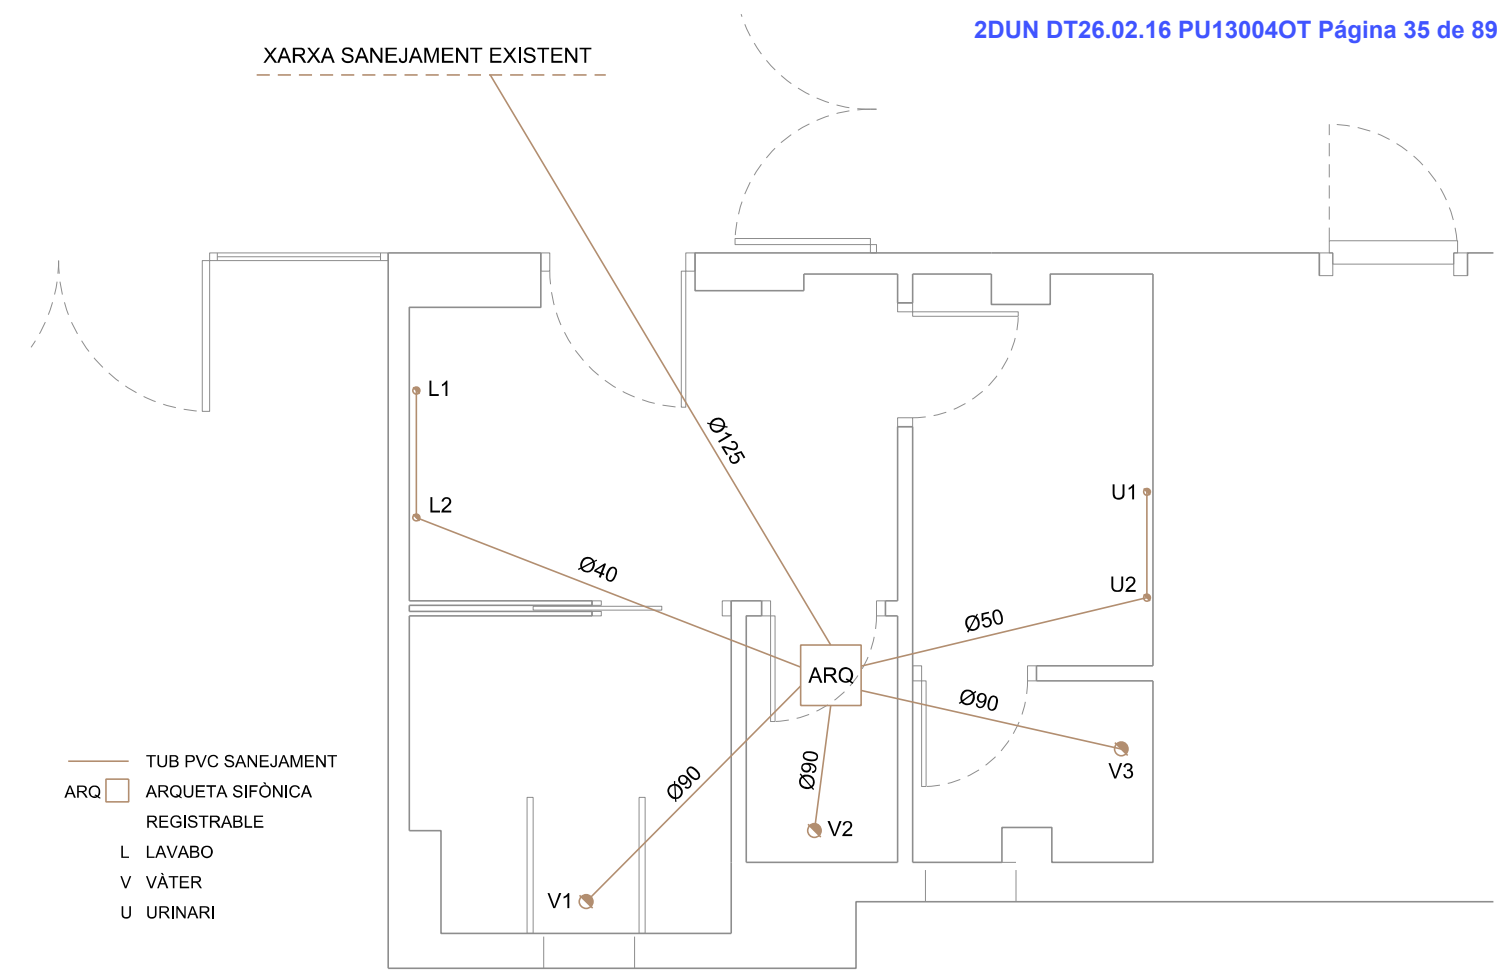 2DUN DT26.02.16 PU13004OT Página 35 de 89
XARXA SANEJAMENT EXISTENT
L1
Ø125
L2
U1
Ø40
U2
Ø50
ARQ
Ø90
V3
Ø90
Ø90
V2
V1
TUB PVC SANEJAMENT
ARQ ARQUETA SIFÒNICA
REGISTRABLE
L LAVABO
V VÀTER
U URINARI